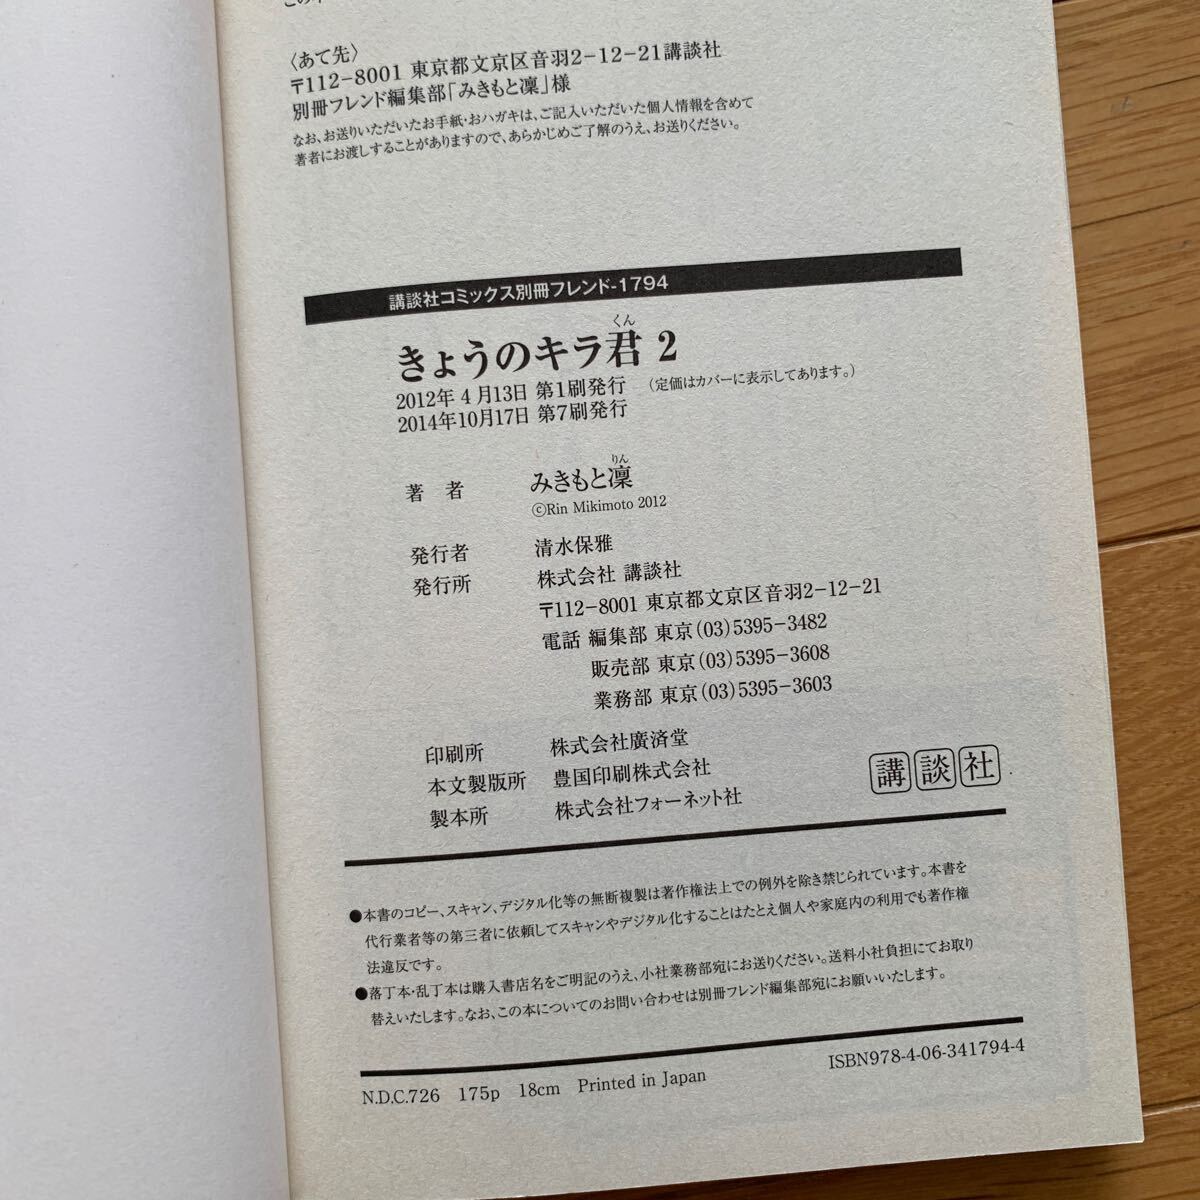 〈あて先〉
〒112-8001 東京都文京区音羽2-12-21講談社
別冊フレンド編集部「みきもと凜」様
なお、お送りいただいたお手紙・おハガキは、ご記入いただいた個人情報を含めて
著者にお渡しすることがありますので、あらかじめご了解のうえ、お送りください。
講談社コミックス別冊フレンド-1794
きょうのキラ君 2
くん
2012年 4 月13日 第1刷発行 (定価はカバーに表示してあります。)
2014年10月17日 第7刷発行
著 者 みきもと凜
りん
©Rin Mikimoto 2012
発行者 清水保雅
発行所 株式会社 講談社
〒112-8001 東京都文京区音羽2-12-21
電話 編集部 東京(03)5395-3482
販売部 東京(03)5395-3608
業務部 東京(03)5395-3603
印刷所 株式会社廣済堂
本文製版所 豊国印刷株式会社
製本所 株式会社フォーネット社
講談社
●本書のコピー、スキャン、デジタル化等の無断複製は著作権法上での例外を除き禁じられています。本書を
代行業者等の第三者に依頼してスキャンやデジタル化することはたとえ個人や家庭内の利用でも著作権
法違反です。
●落丁本・乱丁本は購入書店名をご明記のうえ、小社業務部宛にお送りください。送料小社負担にてお取り
替えいたします。なお、この本についてのお問い合わせは別冊フレンド編集部宛にお願いいたします。
N.D.C.726 175p 18cm Printed in Japan
ISBN978-4-06-341794-4